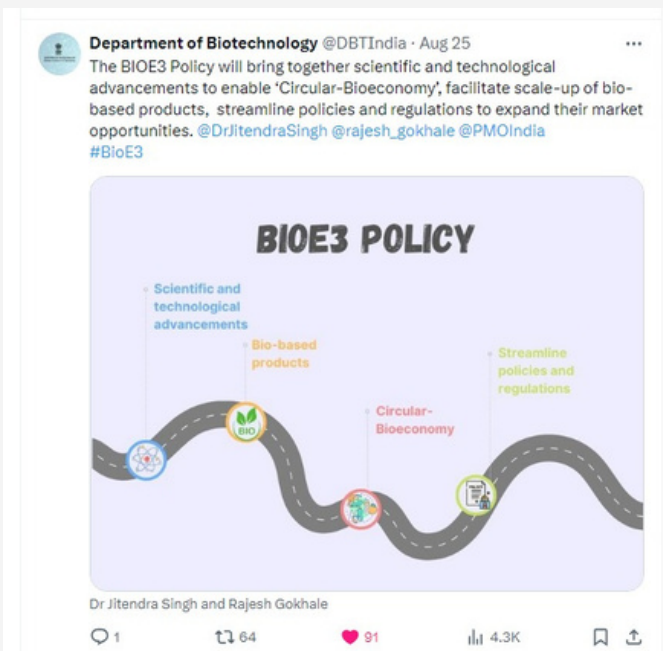 Department of Biotechnology @DBTIndia · Aug 25
The BIOE3 Policy will bring together scientific and technological
advancements to enable ‘Circular-Bioeconomy’, facilitate scale-up of bio-
based products, streamline policies and regulations to expand their market
opportunities. @DrJitendraSingh @rajesh_gokhale @PMOIndia
#BioE3
BIOE3 POLICY
Scientific and
technological
advancements
Bio-based
products
Streamline
policies and
regulations
Circular-
Bioeconomy
BIO
Dr Jitendra Singh and Rajesh Gokhale
1 64 91 4.3K